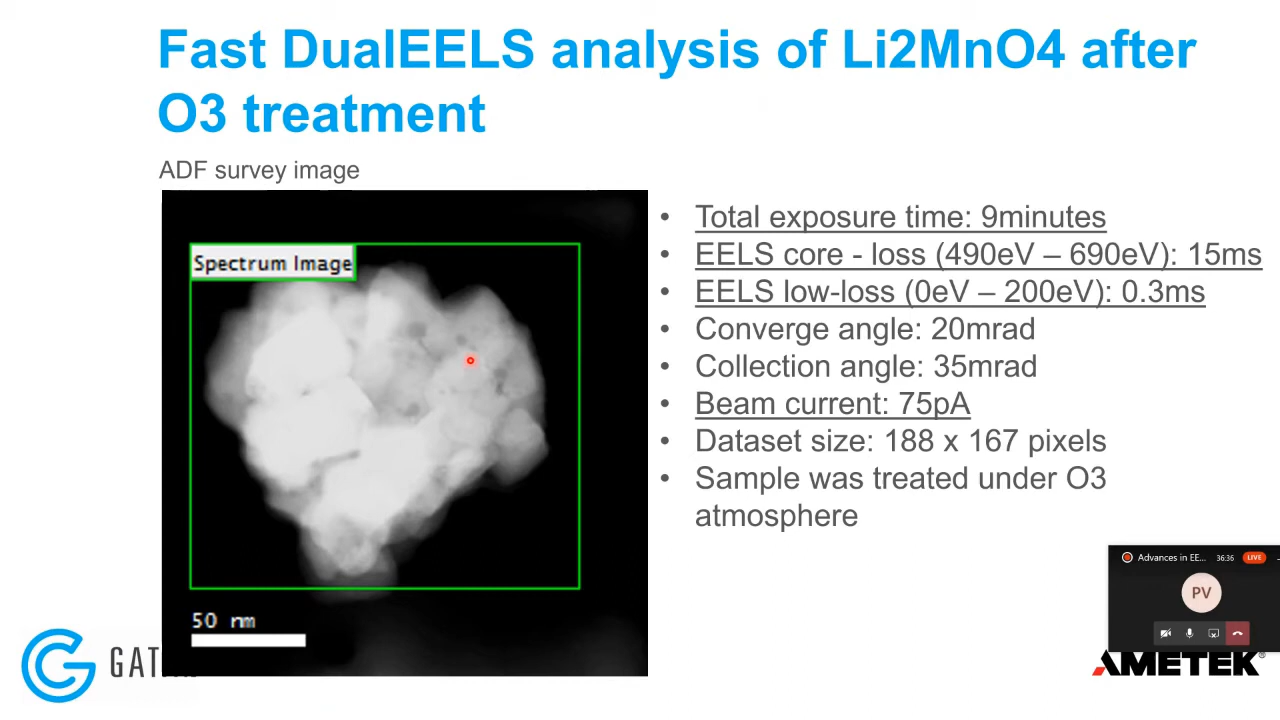 Fast DualEELS analysis of Li2MnO4 after
O3 treatment
ADF survey image
Spectrum Image
50 nm
• Total exposure time: 9minutes
• EELS core - loss (490eV – 690eV): 15ms
• EELS low-loss (0eV – 200eV): 0.3ms
• Converge angle: 20mrad
• Collection angle: 35mrad
• Beam current: 75pA
• Dataset size: 188 x 167 pixels
• Sample was treated under O3
atmosphere
Advances in EE... 36:36 LIVE
PV
AMETEK®